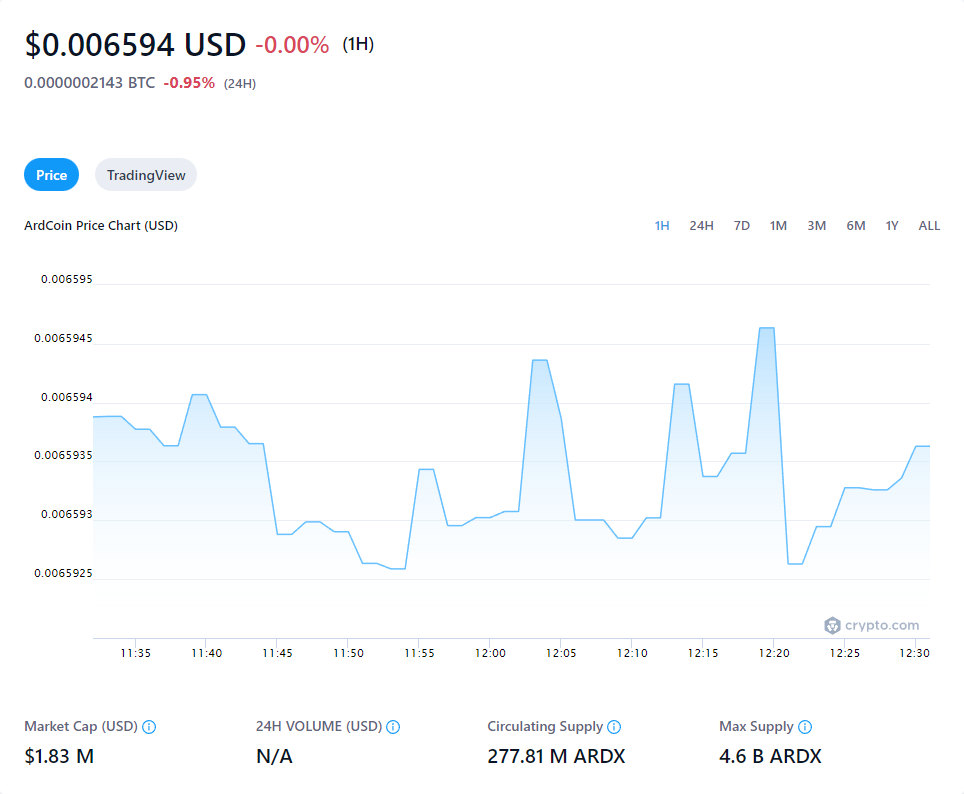 $0.006594 USD -0.00% (1H)
0.0000002143 BTC -0.95% (24H)
Price TradingView
ArdCoin Price Chart (USD) 1H 24H 7D 1M 3M 6M 1Y ALL
0.006595
0.0065945
0.006594
0.0065935
0.006593
0.0065925
crypto.com
11:35 11:40 11:45 11:50 11:55 12:00 12:05 12:10 12:15 12:20 12:25 12:30
Market Cap (USD) 24H VOLUME (USD) Circulating Supply Max Supply
$1.83 M N/A 277.81 M ARDX 4.6 B ARDX